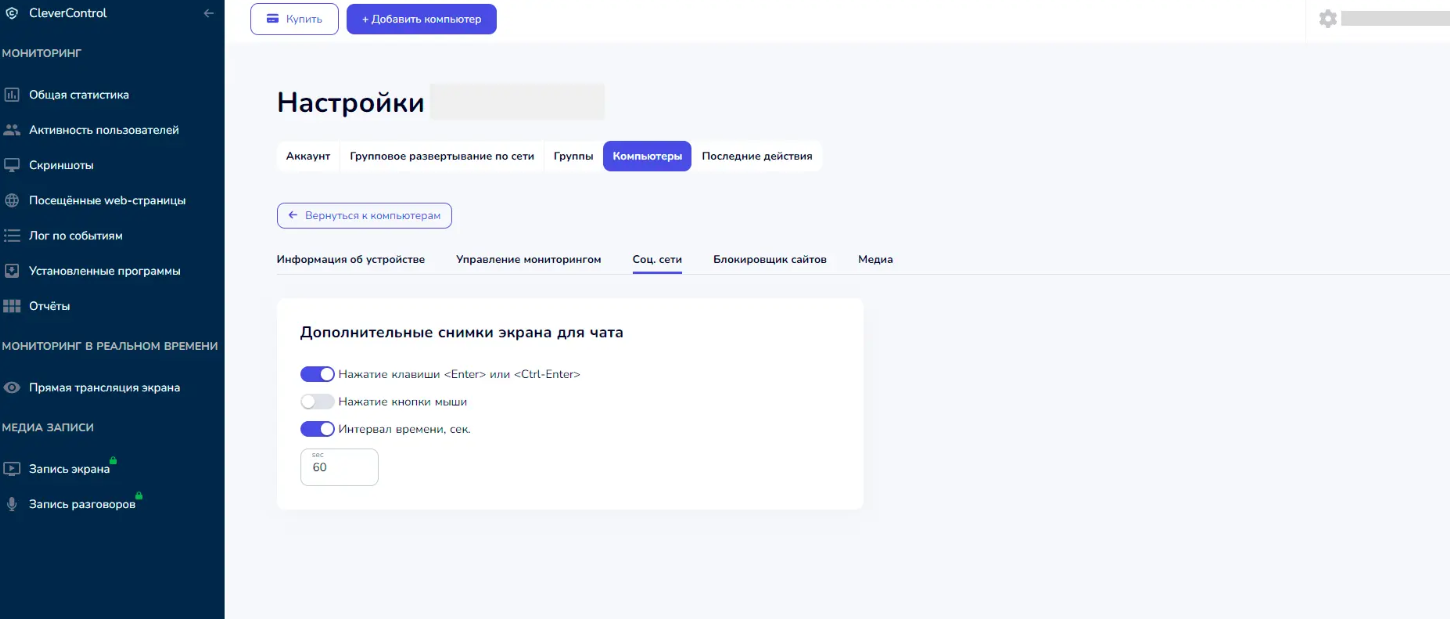 CleverControl
Купить
+ Добавить компьютер
МОНИТОРИНГ
Общая статистика
Активность пользователей
Скриншоты
Посещённые web-страницы
Лог по событиям
Установленные программы
Отчёты
МОНИТОРИНГ В РЕАЛЬНОМ ВРЕМЕНИ
Прямая трансляция экрана
МЕДИА ЗАПИСИ
Запись экрана
Запись разговоров
Настройки
Аккаунт Групповое развертывание по сети Группы Компьютеры Последние действия
Вернуться к компьютерам
Информация об устройстве Управление мониторингом Соц. сети Блокировщик сайтов Медиа
Дополнительные снимки экрана для чата
Нажатие клавиши <Enter> или <Ctrl-Enter>
Нажатие кнопки мыши
Интервал времени, сек.
sec
60